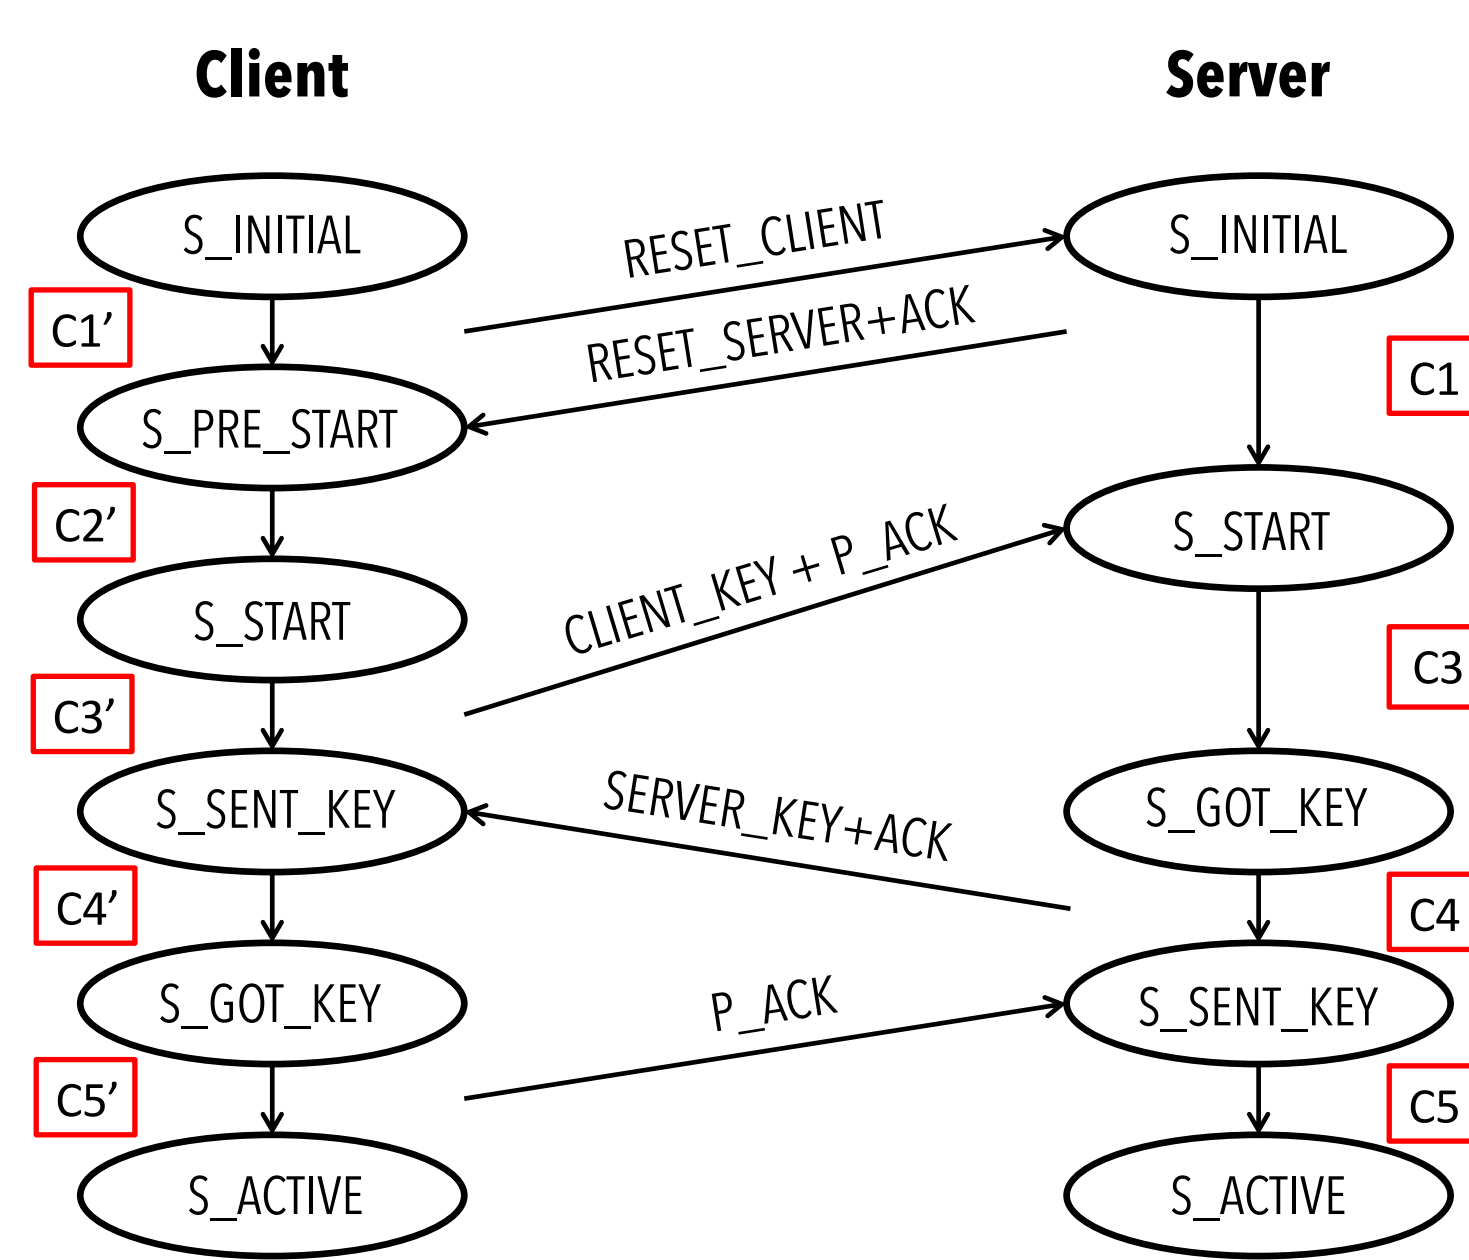 Client
Server
S_INITIAL
RESET_CLIENT
S_INITIAL
C1’
RESET_SERVER+ACK
C1
S_PRE_START
C2’
CLIENT_KEY + P_ACK
S_START
S_START
C3’
C3
S_SENT_KEY
SERVER_KEY+ACK
S_GOT_KEY
C4’
C4
S_GOT_KEY
P_ACK
S_SENT_KEY
C5’
C5
S_ACTIVE
S_ACTIVE